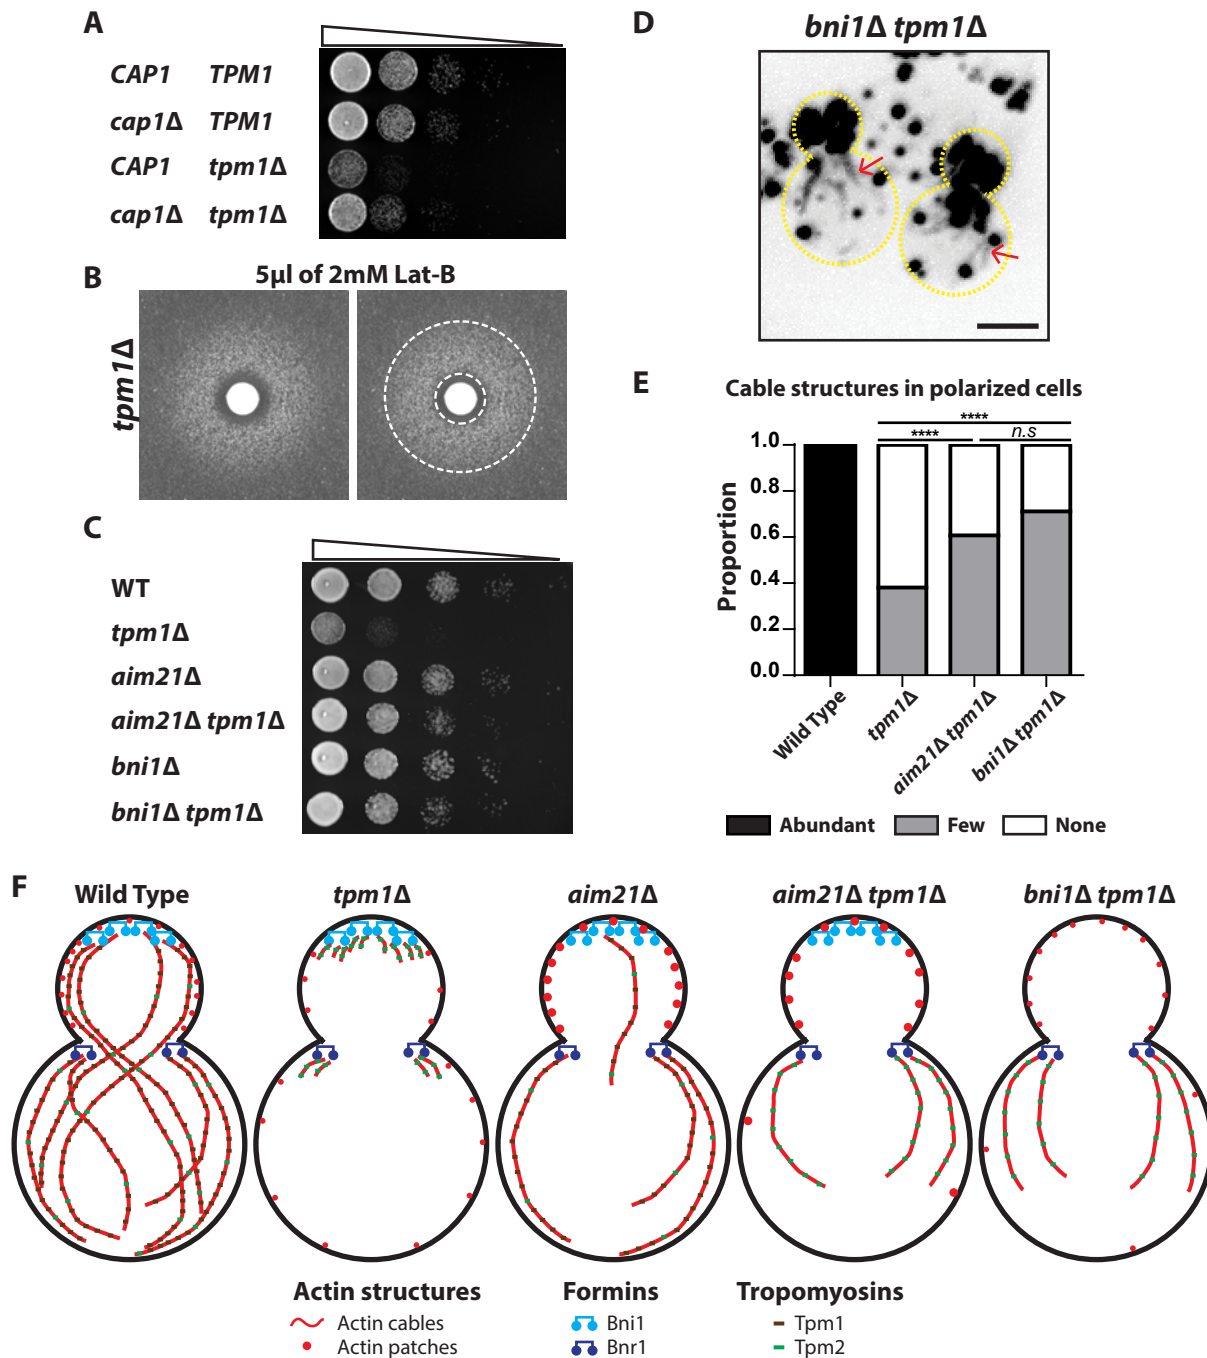 A
CAP1 TPM1
cap1Δ TPM1
CAP1 tpm1Δ
cap1Δ tpm1Δ
B
5µl of 2mM Lat-B
tpm1Δ
C
WT
tpm1Δ
aim21Δ
aim21Δ tpm1Δ
bni1Δ
bni1Δ tpm1Δ
D
bni1Δ tpm1Δ
E
Cable structures in polarized cells
****
****
n.s
Proportion
1.0
0.8
0.6
0.4
0.2
0.0
Wild Type
tpm1Δ
aim21Δ tpm1Δ
bni1Δ tpm1Δ
Abundant
Few
None
F
Wild Type
tpm1Δ
aim21Δ
aim21Δ tpm1Δ
bni1Δ tpm1Δ
Actin structures
Actin cables
Actin patches
Formins
Bni1
Bnr1
Tropomyosins
Tpm1
Tpm2